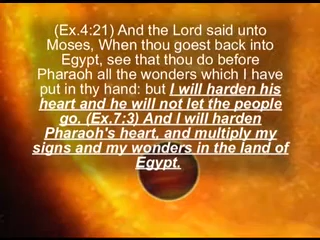 (Ex.4:21) And the Lord said unto
Moses, When thou goest back into
Egypt, see that thou do before
Pharaoh all the wonders which I have
put in thy hand: but I will harden his
heart and he will not let the people
go. (Ex.7:3) And I will harden
Pharaoh's heart, and multiply my
signs and my wonders in the land of
Egypt.